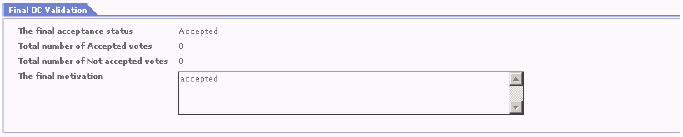 Final DC Validation
The final acceptance status Accepted
Total number of Accepted votes 0
Total number of Not accepted votes 0
The final motivation accepted